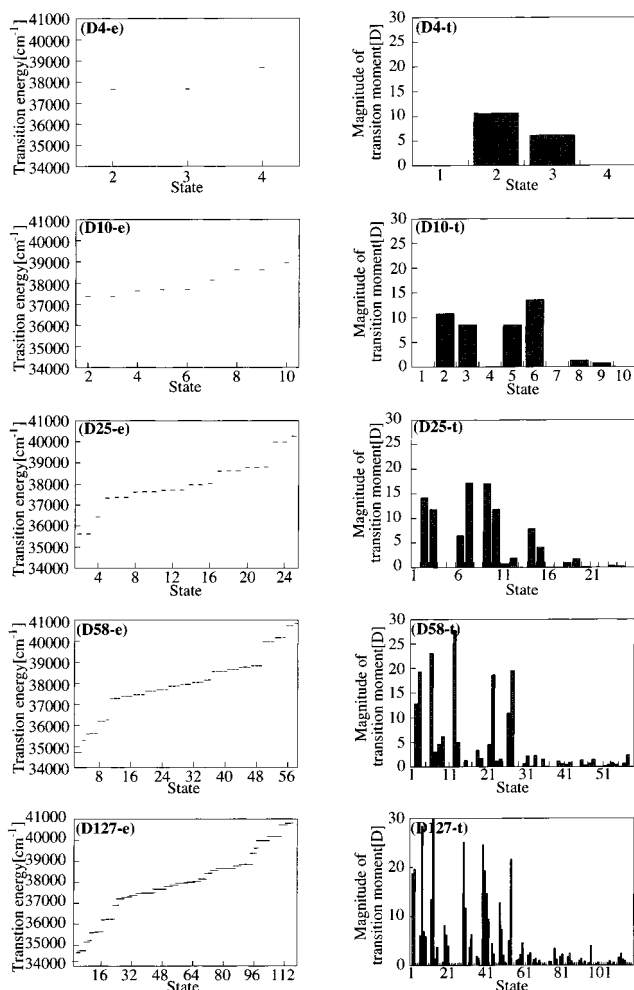 (D4-e)
Transition energy[cm⁻¹]
41000
40000
39000
38000
37000
36000
35000
34000
2 3 4
State
(D4-t)
Magnitude of
transiton moment[D]
30
25
20
15
10
5
0
1 2 3 4
State
(D10-e)
Trasition energy[cm⁻¹]
41000
40000
39000
38000
37000
36000
35000
34000
2 4 6 8 10
State
(D10-t)
Magnitude of
transition moment[D]
30
25
20
15
10
5
0
1 2 3 4 5 6 7 8 9 10
State
(D25-e)
Transition energy[cm⁻¹]
41000
40000
39000
38000
37000
36000
35000
34000
4 8 12 16 20 24
State
(D25-t)
Magnitude of
transition moment[D]
30
25
20
15
10
5
0
1 6 11 16 21
State
(D58-e)
Transtion energy[cm⁻¹]
41000
40000
39000
38000
37000
36000
35000
34000
8 16 24 32 40 48 56
State
(D58-t)
Magnitude of
transition moment[D]
30
25
20
15
10
5
0
1 11 21 31 41 51
State
(D127-e)
Transition energy[cm⁻¹]
41000
40000
39000
38000
37000
36000
35000
34000
16 32 48 64 80 96 112
State
(D127-t)
Magnitude of
transition moment[D]
30
25
20
15
10
5
0
1 21 41 61 81 101
State